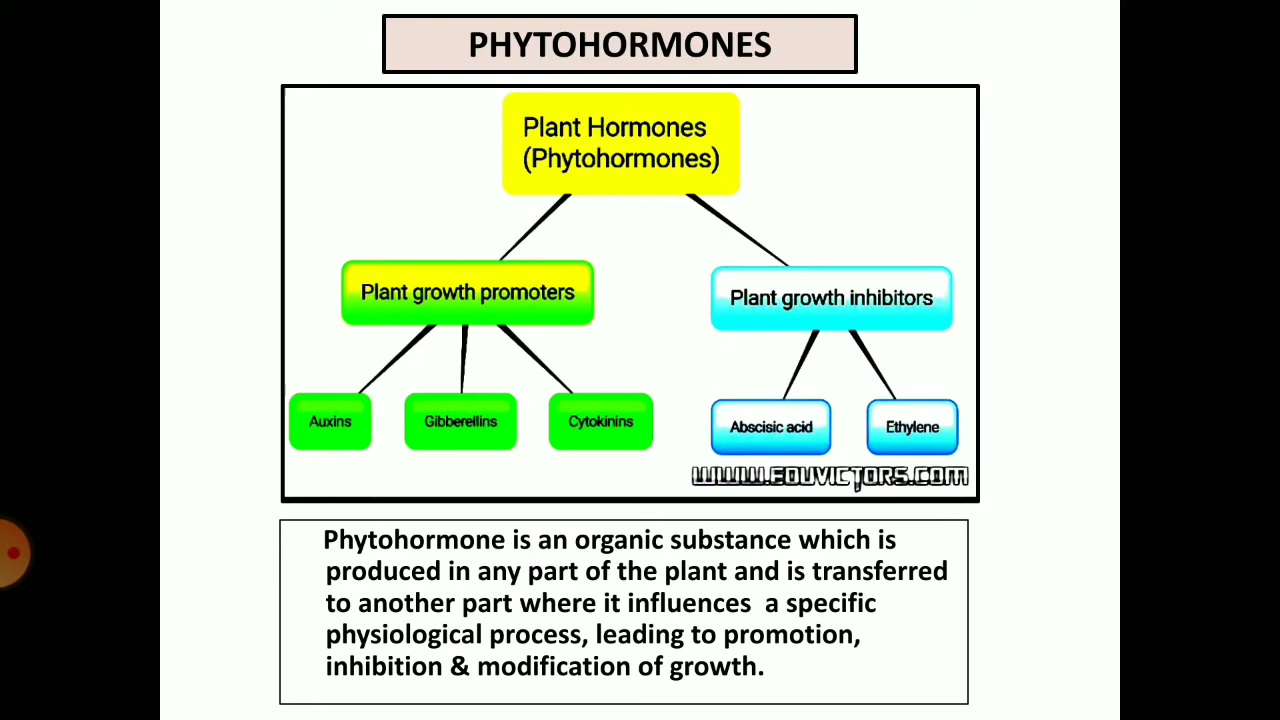 PHYTOHORMONES
Plant Hormones
(Phytohormones)
Plant growth promoters
Plant growth inhibitors
Auxins
Gibberellins
Cytokinins
Abscisic acid
Ethylene
WWW.EDUVICTORS.COM
Phytohormone is an organic substance which is
produced in any part of the plant and is transferred
to another part where it influences a specific
physiological process, leading to promotion,
inhibition & modification of growth.